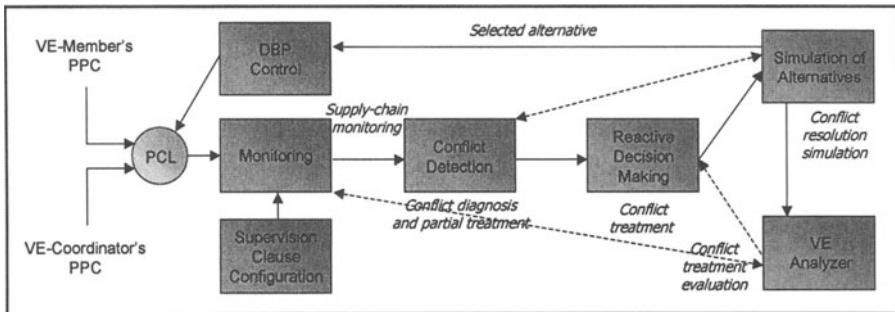 Selected alternative
VE-Member's
PPC
DBP
Control
Simulation of
Alternatives
Supply-chain
monitoring
Conflict
resolution
simulation
PCL
Monitoring
Conflict
Detection
Reactive
Decision
Making
Conflict diagnosis
and partial treatment
Conflict
treatment
VE-Coordinator's
PPC
Supervision
Clause
Configuration
Conflict
treatment
evaluation
VE
Analyzer